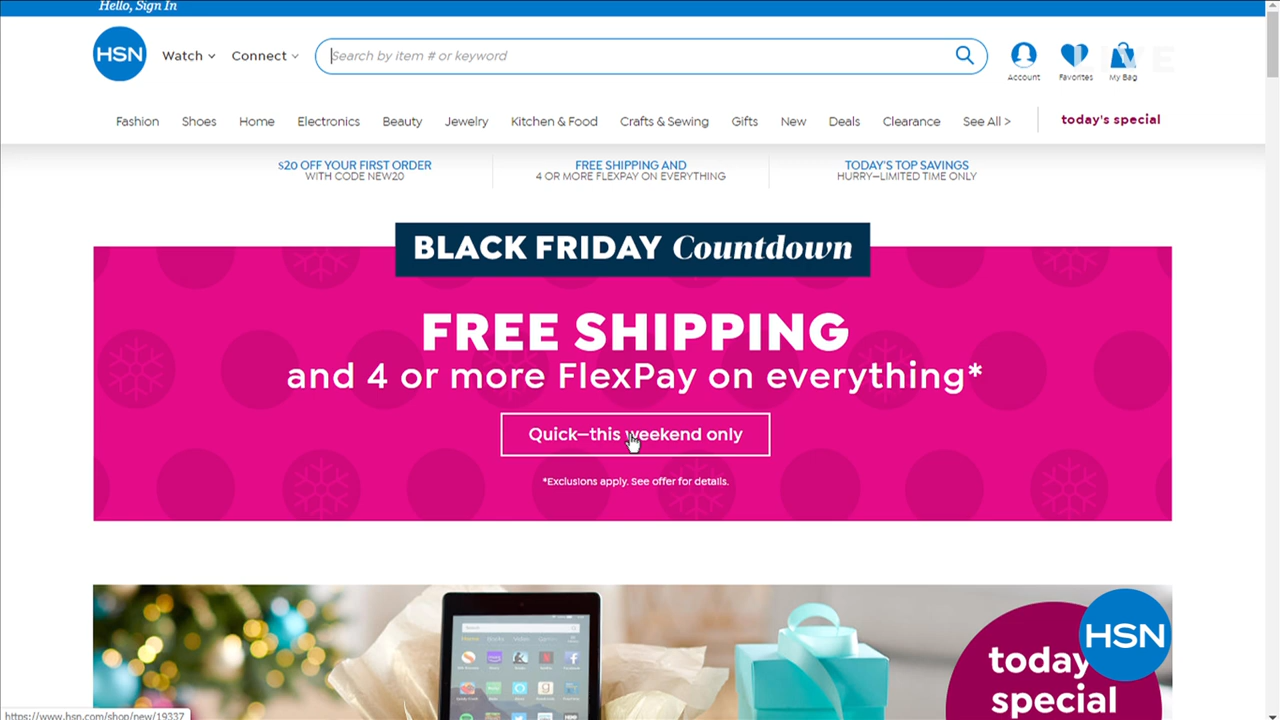 Hello, Sign In
HSN
Watch
Connect
Search by item # or keyword
LIVE
Account
Favorites
My Bag
Fashion
Shoes
Home
Electronics
Beauty
Jewelry
Kitchen & Food
Crafts & Sewing
Gifts
New
Deals
Clearance
See All >
today's special
$20 OFF YOUR FIRST ORDER
WITH CODE NEW20
FREE SHIPPING AND
4 OR MORE FLEXPAY ON EVERYTHING
TODAY'S TOP SAVINGS
HURRY—LIMITED TIME ONLY
BLACK FRIDAY Countdown
FREE SHIPPING
and 4 or more FlexPay on everything*
Quick—this weekend only
*Exclusions apply. See offer for details.
today
special
HSN
https://www.hsn.com/shop/new/19337